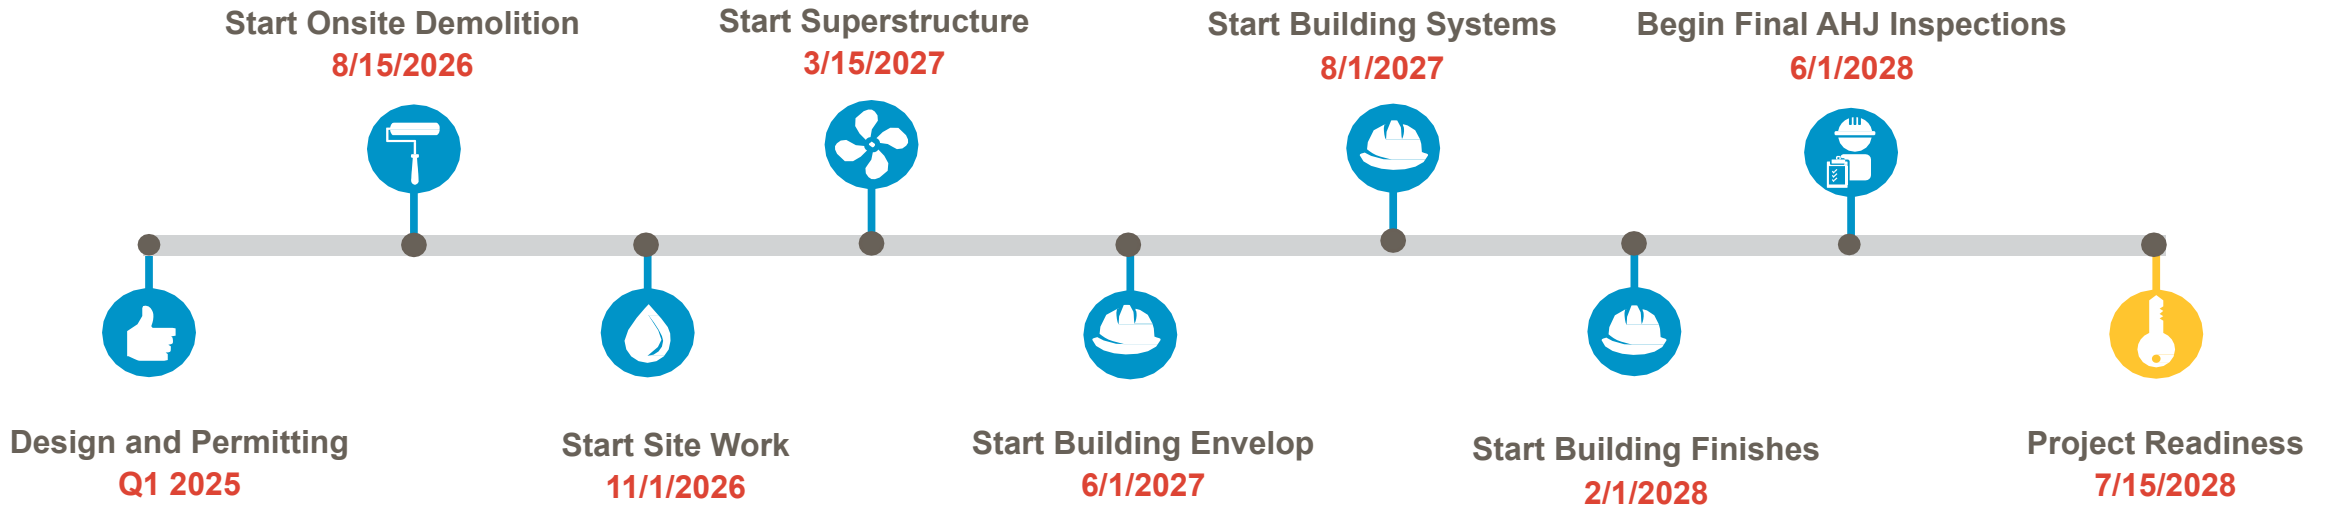 Start Onsite Demolition
8/15/2026
Start Superstructure
3/15/2027
Start Building Systems
8/1/2027
Begin Final AHJ Inspections
6/1/2028
Design and Permitting
Q1 2025
Start Site Work
11/1/2026
Start Building Envelop
6/1/2027
Start Building Finishes
2/1/2028
Project Readiness
7/15/2028